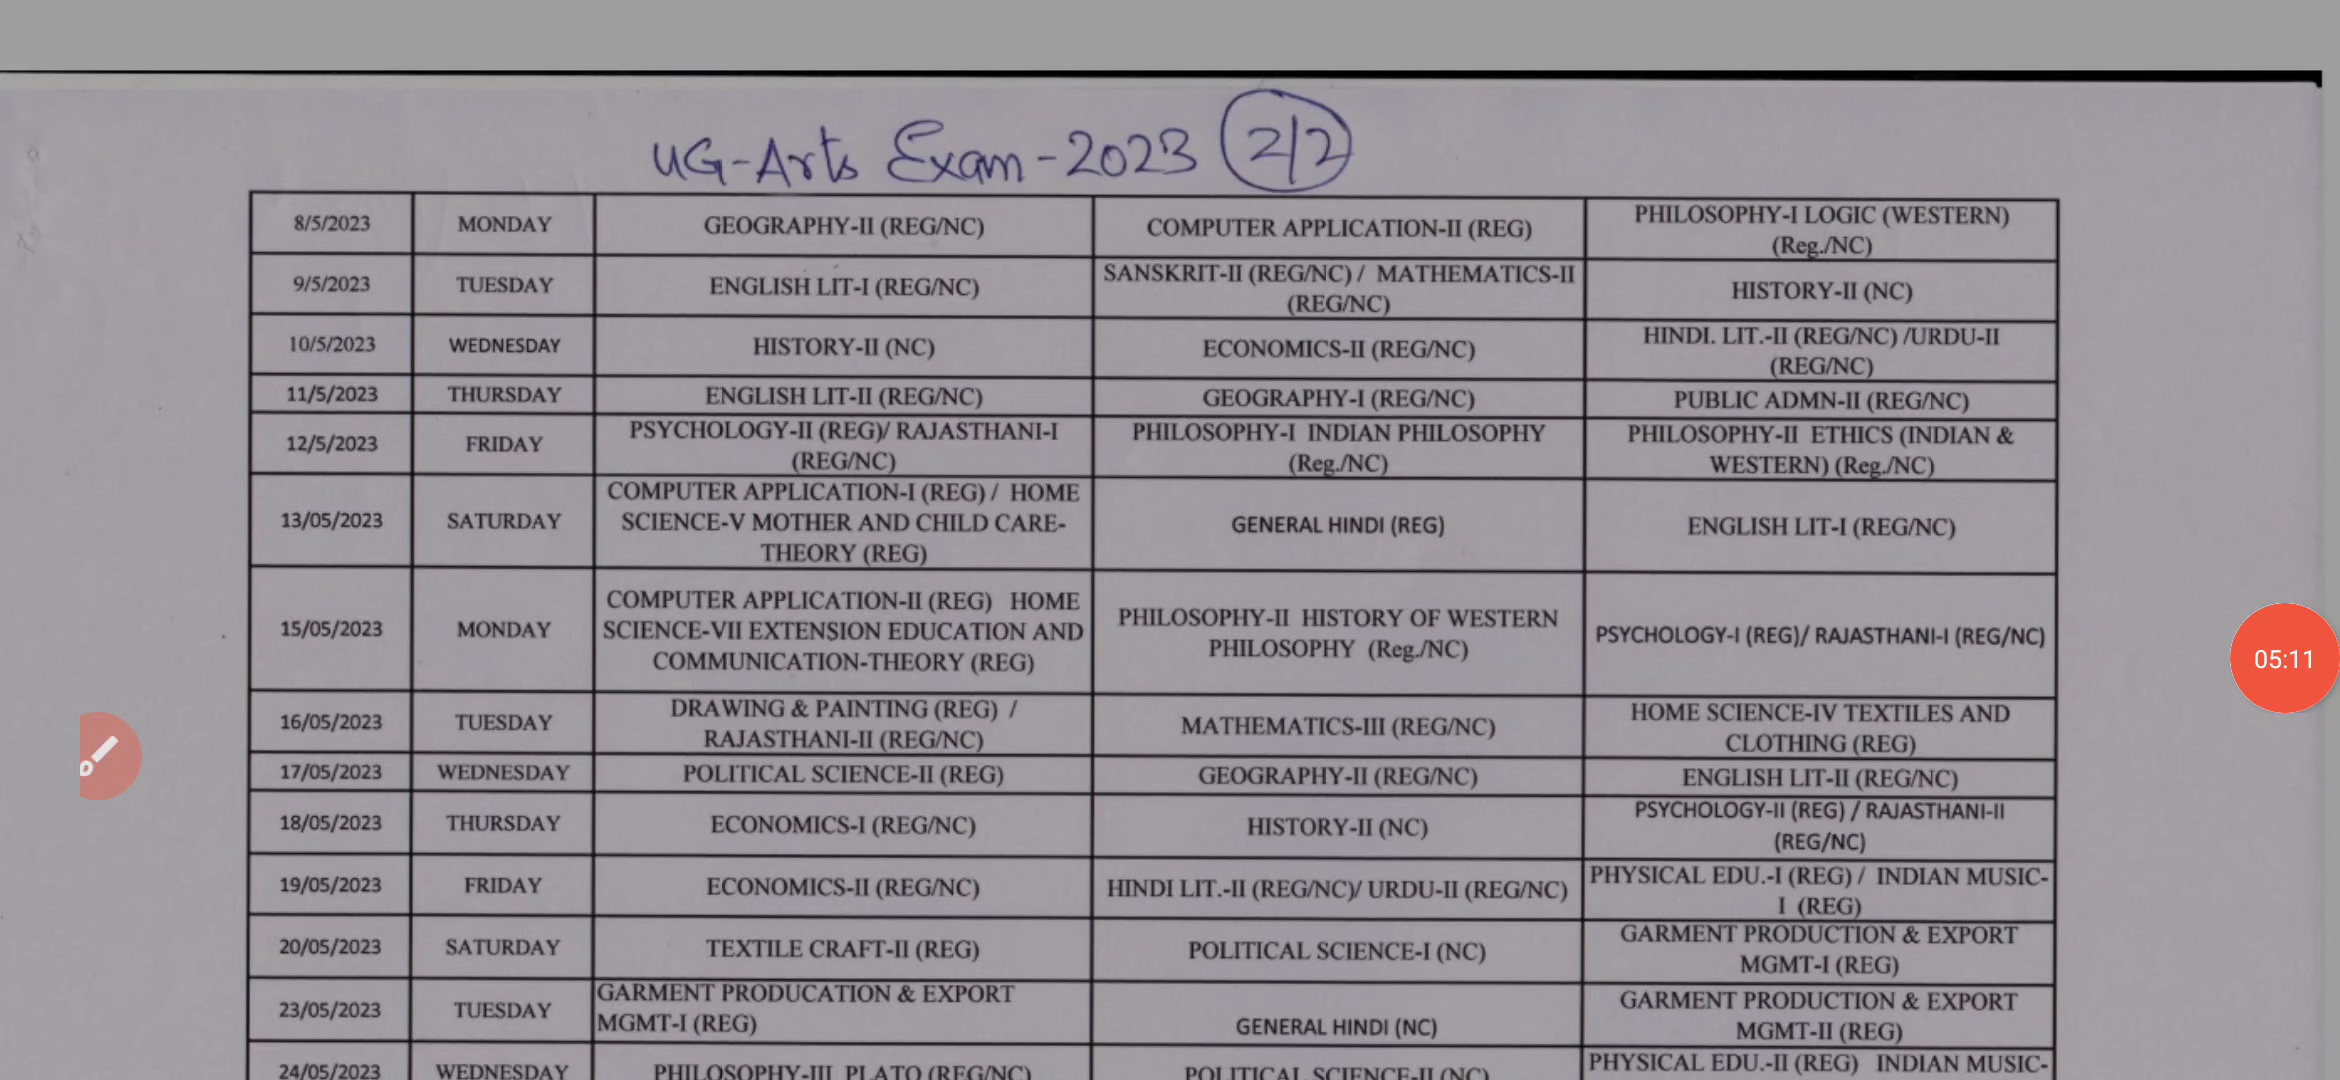 UG-Arts Exam-2023 2/2
8/5/2023 MONDAY GEOGRAPHY-II (REG/NC) COMPUTER APPLICATION-II (REG) PHILOSOPHY-I LOGIC (WESTERN)
(Reg./NC)
9/5/2023 TUESDAY ENGLISH LIT-I (REG/NC) SANSKRIT-II (REG/NC) / MATHEMATICS-II
(REG/NC) HISTORY-II (NC)
10/5/2023 WEDNESDAY HISTORY-II (NC) ECONOMICS-II (REG/NC) HINDI. LIT.-II (REG/NC) /URDU-II
(REG/NC)
11/5/2023 THURSDAY ENGLISH LIT-II (REG/NC) GEOGRAPHY-I (REG/NC) PUBLIC ADMN-II (REG/NC)
12/5/2023 FRIDAY PSYCHOLOGY-II (REG)/ RAJASTHANI-I
(REG/NC) PHILOSOPHY-I INDIAN PHILOSOPHY
(Reg./NC) PHILOSOPHY-II ETHICS (INDIAN &
WESTERN) (Reg./NC)
13/05/2023 SATURDAY COMPUTER APPLICATION-I (REG) / HOME
SCIENCE-V MOTHER AND CHILD CARE-
THEORY (REG) GENERAL HINDI (REG) ENGLISH LIT-I (REG/NC)
15/05/2023 MONDAY COMPUTER APPLICATION-II (REG) HOME
SCIENCE-VII EXTENSION EDUCATION AND
COMMUNICATION-THEORY (REG) PHILOSOPHY-II HISTORY OF WESTERN
PHILOSOPHY (Reg./NC) PSYCHOLOGY-I (REG)/ RAJASTHANI-I (REG/NC)
16/05/2023 TUESDAY DRAWING & PAINTING (REG) /
RAJASTHANI-II (REG/NC) MATHEMATICS-III (REG/NC) HOME SCIENCE-IV TEXTILES AND
CLOTHING (REG)
17/05/2023 WEDNESDAY POLITICAL SCIENCE-II (REG) GEOGRAPHY-II (REG/NC) ENGLISH LIT-II (REG/NC)
18/05/2023 THURSDAY ECONOMICS-I (REG/NC) HISTORY-II (NC) PSYCHOLOGY-II (REG) / RAJASTHANI-II
(REG/NC)
19/05/2023 FRIDAY ECONOMICS-II (REG/NC) HINDI LIT.-II (REG/NC)/ URDU-II (REG/NC) PHYSICAL EDU.-I (REG) / INDIAN MUSIC-
I (REG)
20/05/2023 SATURDAY TEXTILE CRAFT-II (REG) POLITICAL SCIENCE-I (NC) GARMENT PRODUCTION & EXPORT
MGMT-I (REG)
23/05/2023 TUESDAY GARMENT PRODUCATION & EXPORT
MGMT-I (REG) GENERAL HINDI (NC) GARMENT PRODUCTION & EXPORT
MGMT-II (REG)
24/05/2023 WEDNESDAY PHILOSOPHY-III PLATO (REG/NC) POLITICAL SCIENCE-II (NC) PHYSICAL EDU.-II (REG) INDIAN MUSIC-
05:11